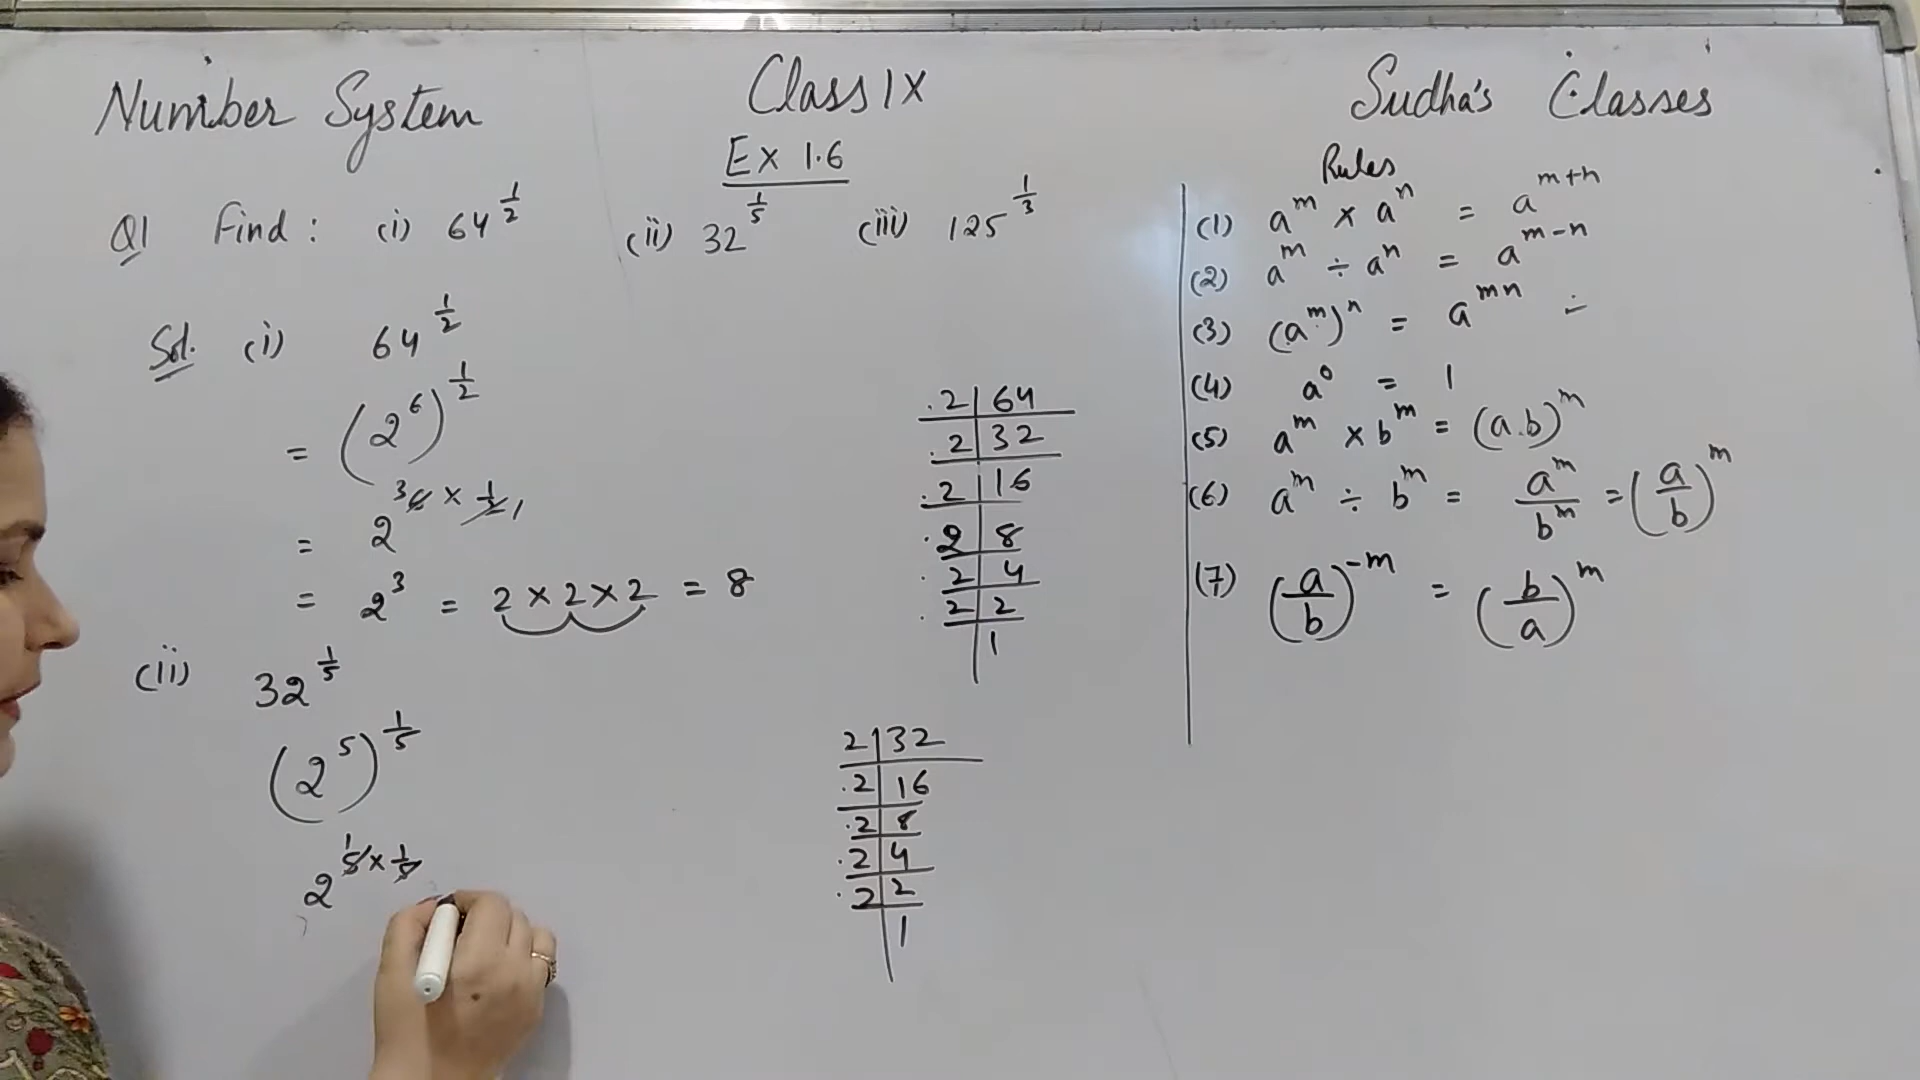 Number System
Class IX
Sudha's Classes
Ex 1.6
Q1 Find : (i) 64^(1/2) (ii) 32^(1/5) (iii) 125^(1/3)
Sol. (i) 64^(1/2)
= (2^6)^(1/2)
= 2^(6 × 1/2) 3 1
= 2^3 = 2 × 2 × 2 = 8
(ii) 32^(1/5)
(2^5)^(1/5)
2^(5 × 1/5) 1
2 | 64
2 | 32
2 | 16
2 | 8
2 | 4
2 | 2
1
2 | 32
2 | 16
2 | 8
2 | 4
2 | 2
1
Rules
(1) a^m × a^n = a^(m+n)
(2) a^m ÷ a^n = a^(m-n)
(3) (a^m)^n = a^(mn) ÷
(4) a^0 = 1
(5) a^m × b^m = (a.b)^m
(6) a^m ÷ b^m = a^m/b^m = (a/b)^m
(7) (a/b)^(-m) = (b/a)^m